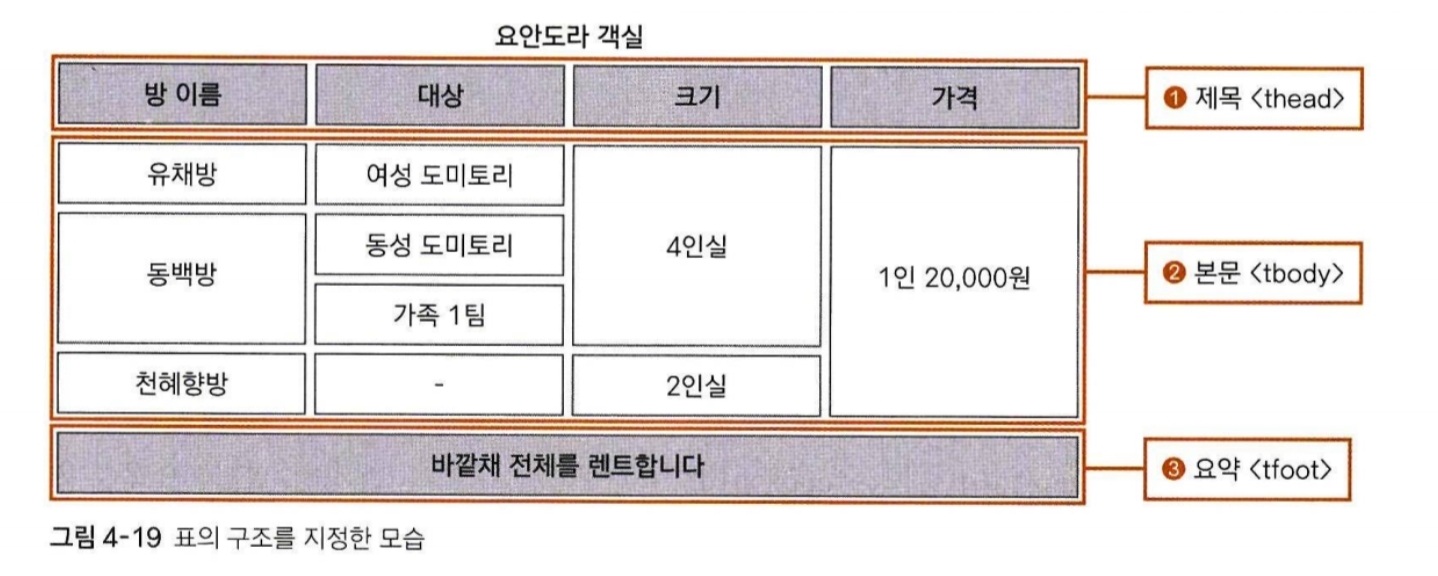 요안도라 객실
방 이름 대상 크기 가격
❶ 제목 <thead>
유채방 여성 도미토리
동백방 동성 도미토리 4인실 1인 20,000원
❷ 본문 <tbody>
가족 1팀
천혜향방 - 2인실
바깥채 전체를 렌트합니다
❸ 요약 <tfoot>
그림 4-19 표의 구조를 지정한 모습